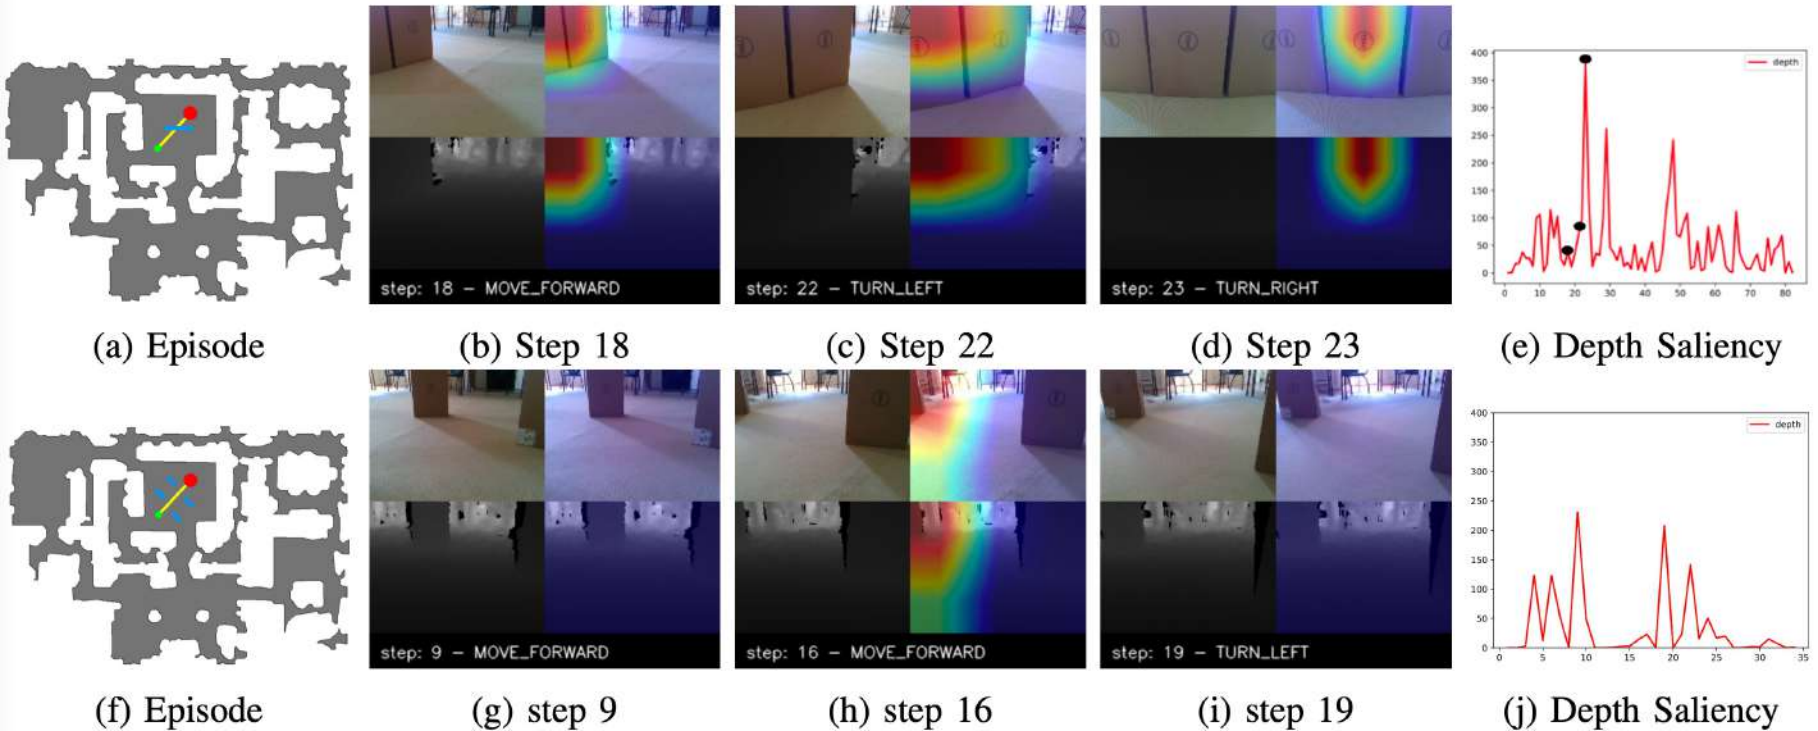 step: 18 – MOVE_FORWARD
step: 22 – TURN_LEFT
step: 23 – TURN_RIGHT
depth
400
350
300
250
200
150
100
50
0
0 10 20 30 40 50 60 70 80
(a) Episode
(b) Step 18
(c) Step 22
(d) Step 23
(e) Depth Saliency
step: 9 – MOVE_FORWARD
step: 16 – MOVE_FORWARD
step: 19 – TURN_LEFT
depth
400
350
300
250
200
150
100
50
0
0 5 10 15 20 25 30 35
(f) Episode
(g) step 9
(h) step 16
(i) step 19
(j) Depth Saliency